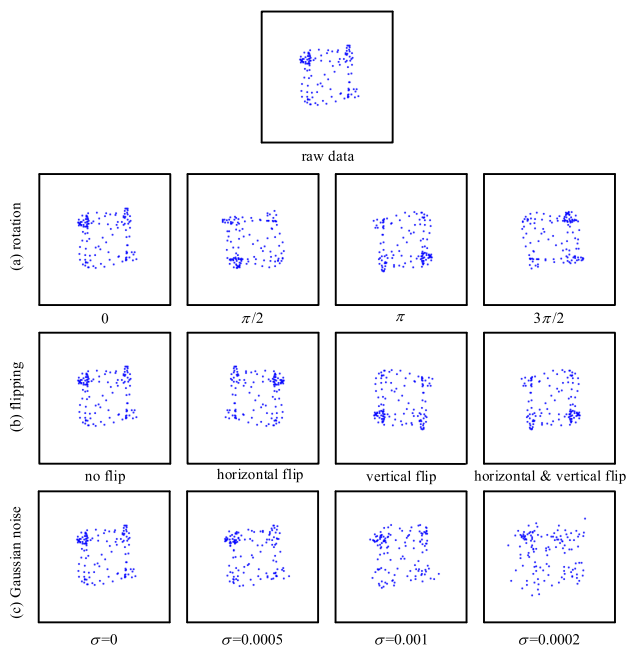 raw data
(a) rotation
0
π/2
π
3π/2
(b) flipping
no flip
horizontal flip
vertical flip
horizontal & vertical flip
(c) Gaussian noise
σ=0
σ=0.0005
σ=0.001
σ=0.0002